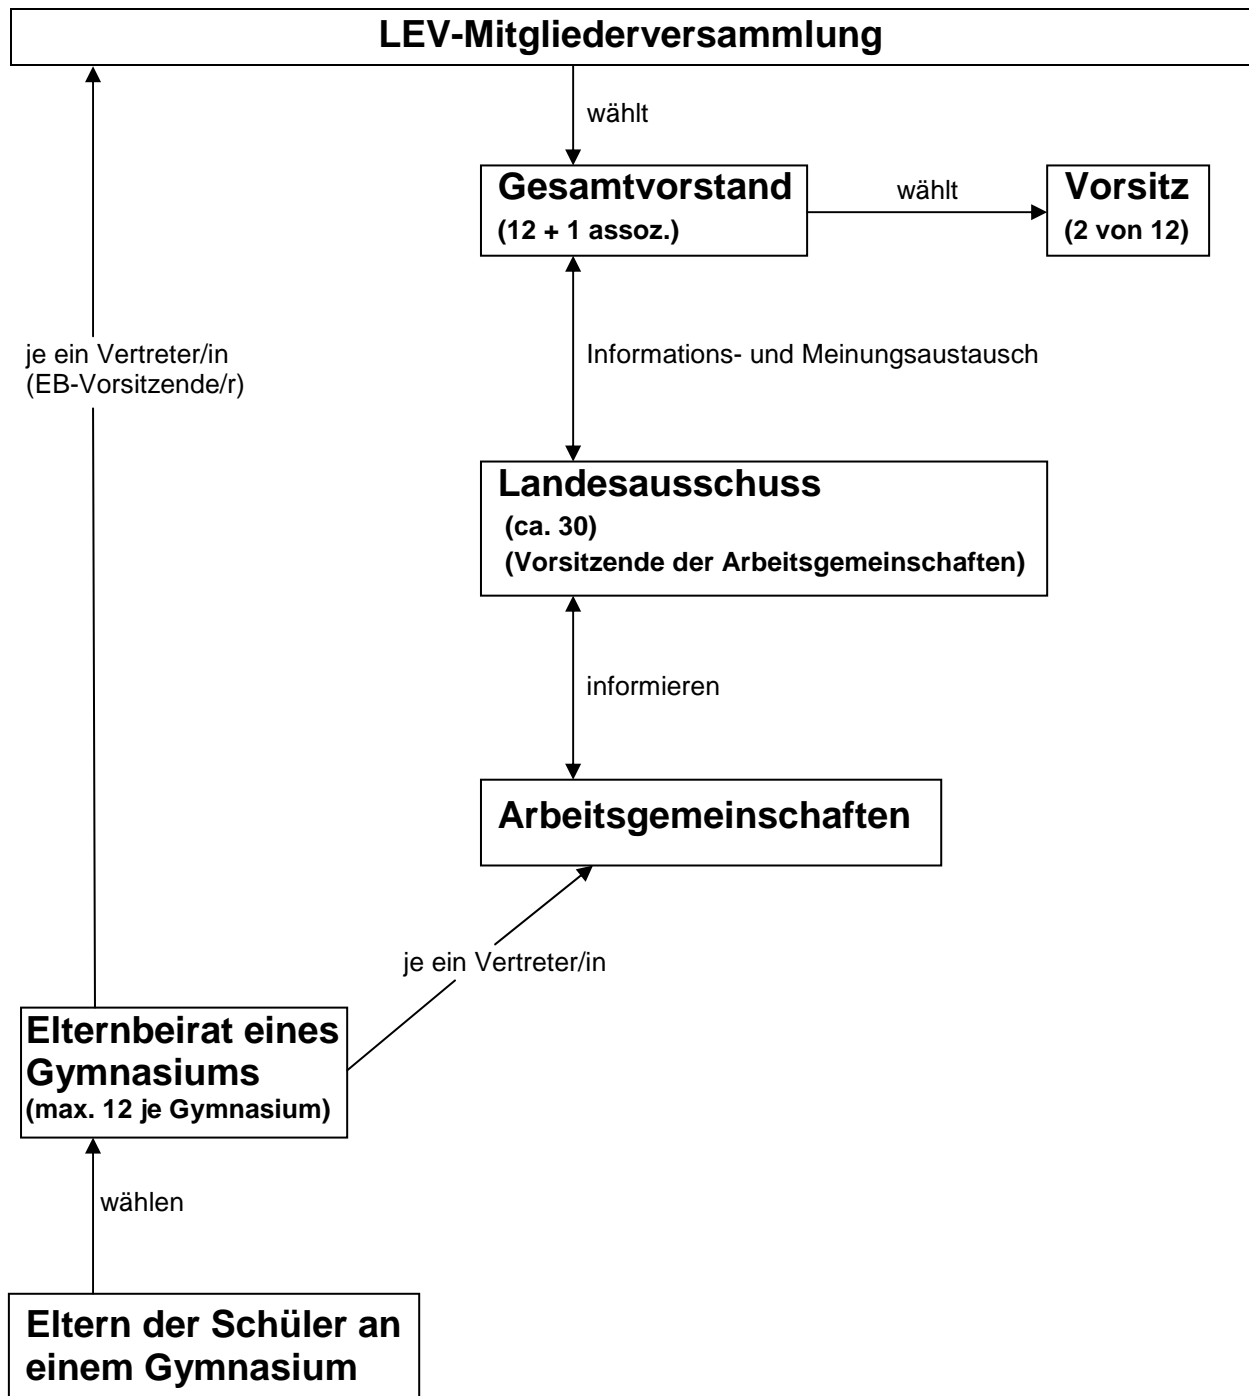 LEV-Mitgliederversammlung
wählt
Gesamtvorstand
(12 + 1 assoz.)
wählt
Vorsitz
(2 von 12)
je ein Vertreter/in
(EB-Vorsitzende/r)
Informations- und Meinungsaustausch
Landesausschuss
(ca. 30)
(Vorsitzende der Arbeitsgemeinschaften)
informieren
Arbeitsgemeinschaften
je ein Vertreter/in
Elternbeirat eines
Gymnasiums
(max. 12 je Gymnasium)
wählen
Eltern der Schüler an
einem Gymnasium